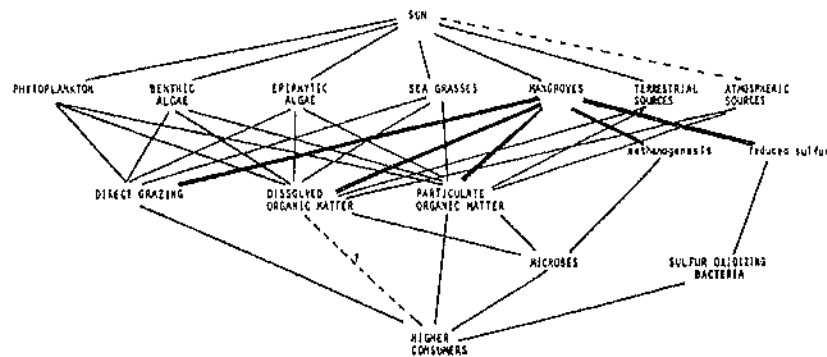 SUN
PHYTOPLANKTON
BENTHIC
ALGAE
EPIPHYTIC
ALGAE
SEA GRASSES
MANGROVES
TERRESTRIAL
SOURCES
ATMOSPHERIC
SOURCES
methanogenesis
reduced sulfur
DIRECT GRAZING
DISSOLVED
ORGANIC MATTER
PARTICULATE
ORGANIC MATTER
?
MICROBES
SULFUR OXIDIZING
BACTERIA
HIGHER
CONSUMERS